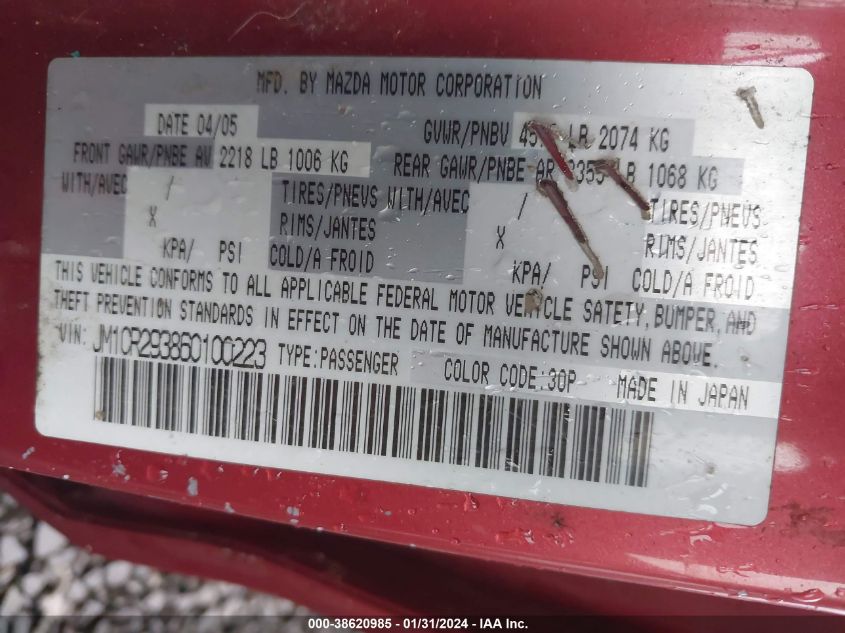 MFD. BY MAZDA MOTOR CORPORATION
DATE 04/05 GVWR/PNBV LB 2074 KG
FRONT GAWR/PNBE AV 2218 LB 1006 KG REAR GAWR/PNBE AR LB 1068 KG
WITH/AVEC / TIRES/PNEUS WITH/AVEC / TIRES/PNEUS
X RIMS/JANTES X RIMS/JANTES
KPA/ PSI COLD/A FROID KPA/ PSI COLD/A FROID
THIS VEHICLE CONFORMS TO ALL APPLICABLE FEDERAL MOTOR VEHICLE SAFETY, BUMPER, AND
THEFT PREVENTION STANDARDS IN EFFECT ON THE DATE OF MANUFACTURE SHOWN ABOVE.
VIN: JM1CR293860100223 TYPE:PASSENGER COLOR CODE:30P MADE IN JAPAN
000-38620985 - 01/31/2024 - IAA Inc.